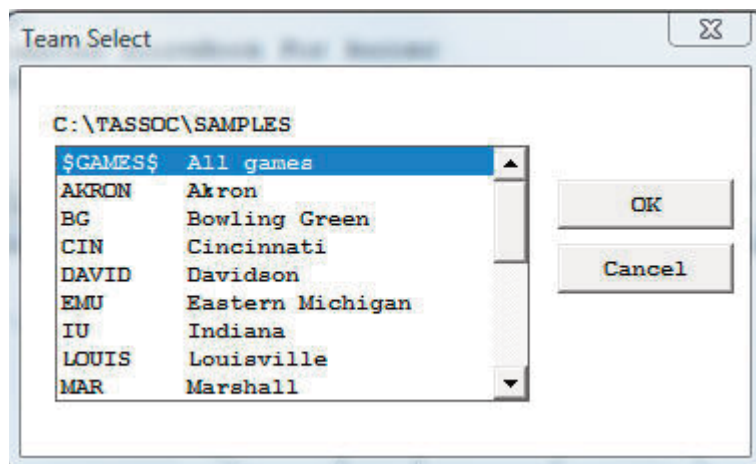 Team Select
C:\TASSOC\SAMPLES
$GAMES$ All games
AKRON Akron
BG Bowling Green
CIN Cincinnati
DAVID Davidson
EMU Eastern Michigan
IU Indiana
LOUIS Louisville
MAR Marshall
OK
Cancel